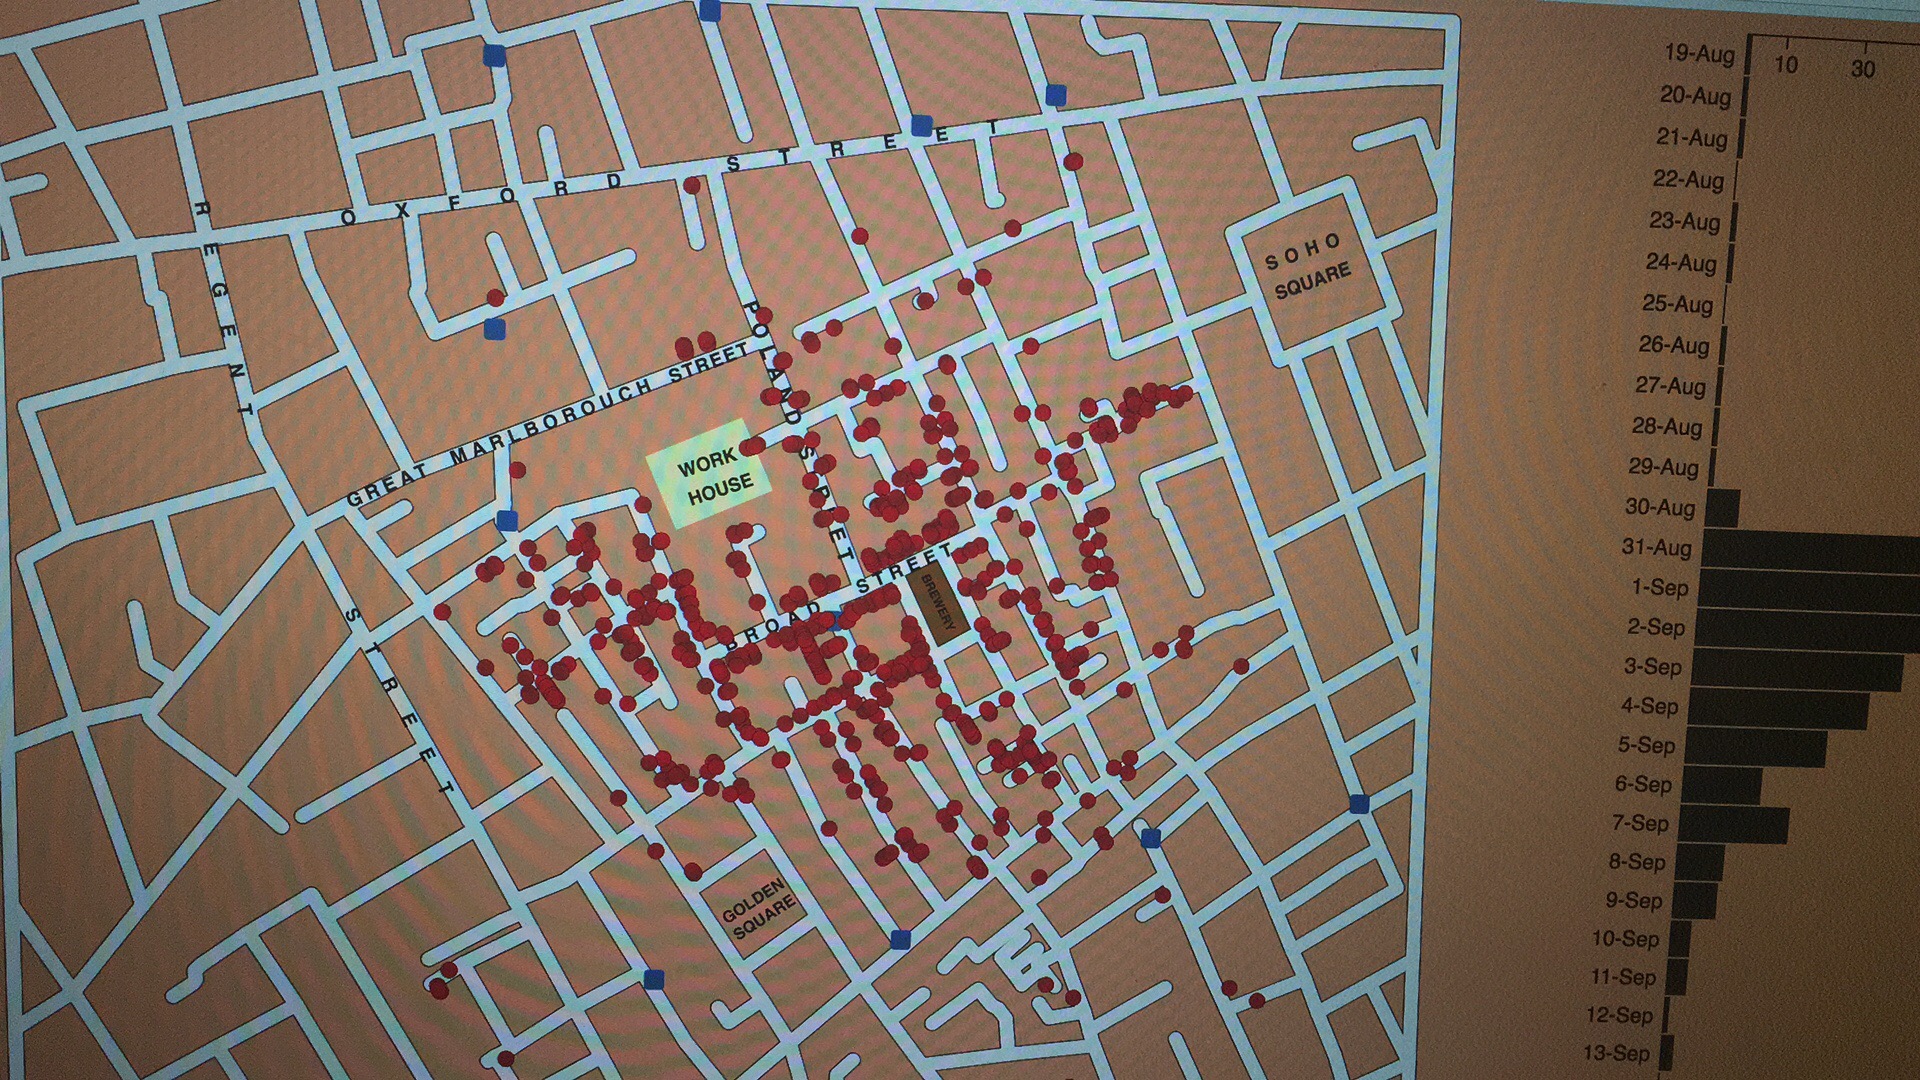 OXFORD STREET
REGENT STREET
SOHO
SQUARE
POLAND STREET
GREAT MARLBOROUGH STREET
WORK
HOUSE
BROAD STREET
BREWERY
GOLDEN
SQUARE
10 30
19-Aug
20-Aug
21-Aug
22-Aug
23-Aug
24-Aug
25-Aug
26-Aug
27-Aug
28-Aug
29-Aug
30-Aug
31-Aug
1-Sep
2-Sep
3-Sep
4-Sep
5-Sep
6-Sep
7-Sep
8-Sep
9-Sep
10-Sep
11-Sep
12-Sep
13-Sep